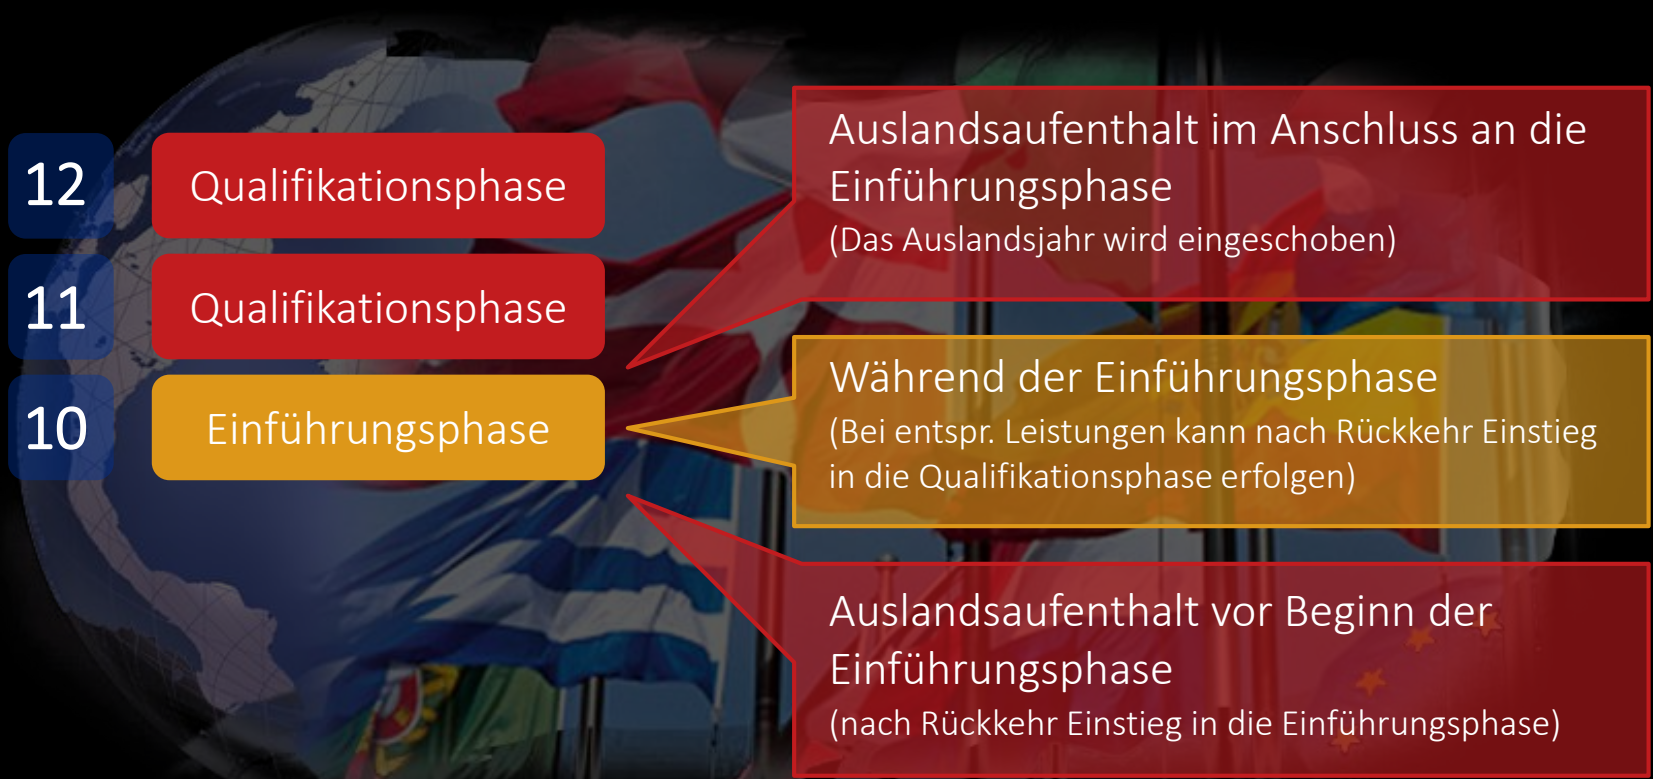 12
Qualifikationsphase
11
Qualifikationsphase
10
Einführungsphase
Auslandsaufenthalt im Anschluss an die
Einführungsphase
(Das Auslandsjahr wird eingeschoben)
Während der Einführungsphase
(Bei entspr. Leistungen kann nach Rückkehr Einstieg
in die Qualifikationsphase erfolgen)
Auslandsaufenthalt vor Beginn der
Einführungsphase
(nach Rückkehr Einstieg in die Einführungsphase)